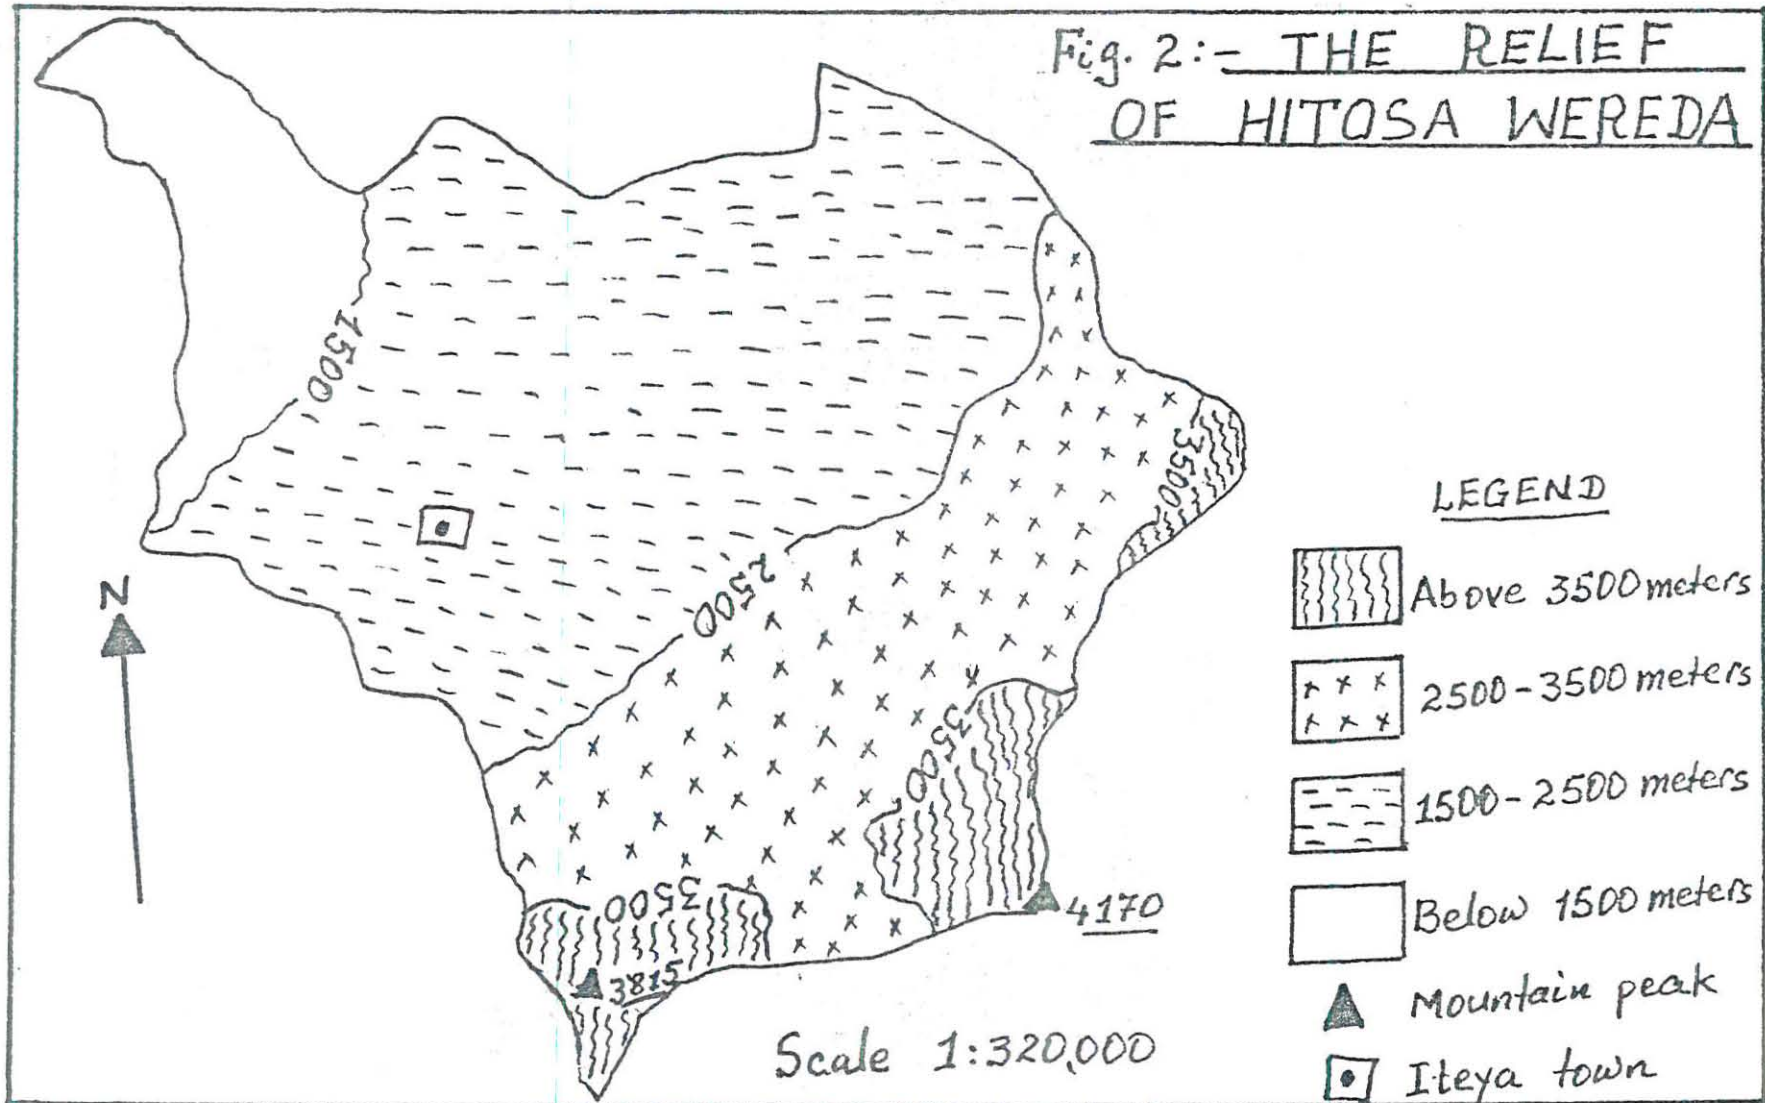 Fig. 2:- THE RELIEF
OF HITOSA WEREDA
1500
2500
3500
3500
3500
4170
3815
N
Scale 1:320,000
LEGEND
Above 3500 meters
2500-3500 meters
1500-2500 meters
Below 1500 meters
Mountain peak
Iteya town